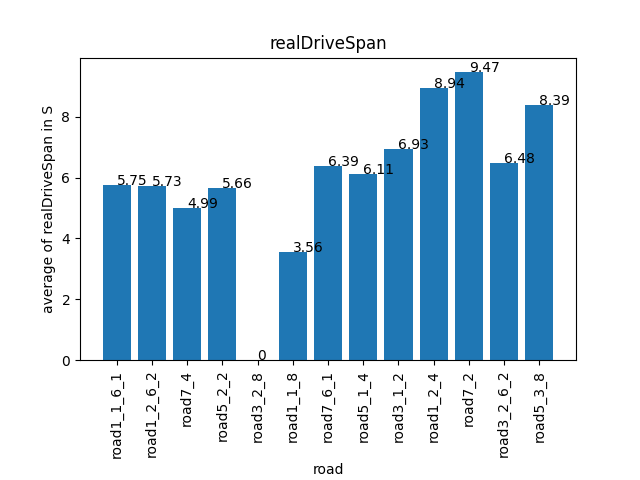 realDriveSpan
average of realDriveSpan in S
8
6
4
2
0
5.75
5.73
4.99
5.66
0
3.56
6.39
6.11
6.93
8.94
9.47
6.48
8.39
road1_1_6_1
road1_2_6_2
road7_4
road5_2_2
road3_2_8
road1_1_8
road7_6_1
road5_1_4
road3_1_2
road1_2_4
road7_2
road3_2_6_2
road5_3_8
road